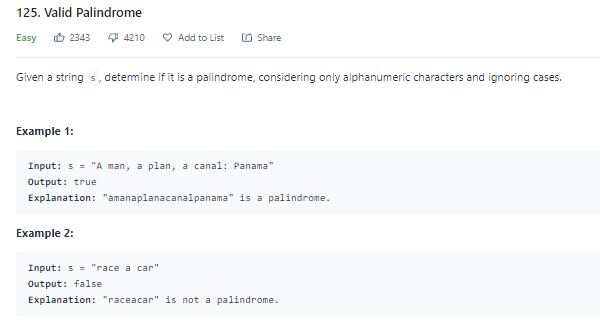 125. Valid Palindrome
Easy 2343 4210 Add to List Share
Given a string s, determine if it is a palindrome, considering only alphanumeric characters and ignoring cases.
Example 1:
Input: s = "A man, a plan, a canal: Panama"
Output: true
Explanation: "amanaplanacanalpanama" is a palindrome.
Example 2:
Input: s = "race a car"
Output: false
Explanation: "raceacar" is not a palindrome.